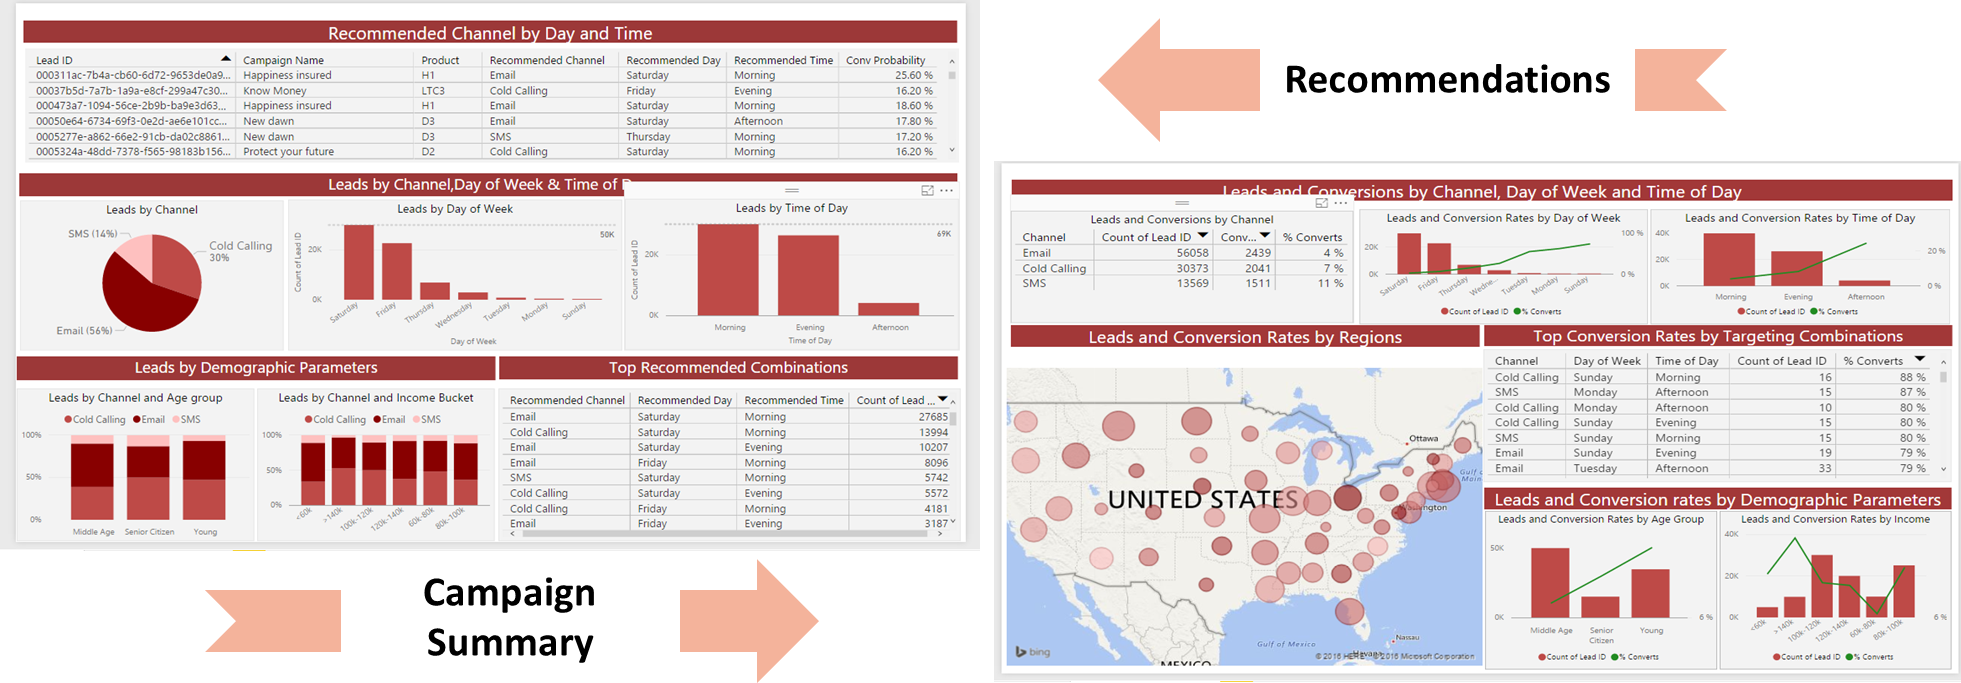 Recommended Channel by Day and Time
Lead ID Campaign Name Product Recommended Channel Recommended Day Recommended Time Conv Probability
000311ac-7b4a-cb60-6d72-9653de0a9... Happiness insured H1 Email Saturday Morning 25.60 %
00037b5d-7a7b-1a9a-e8cf-299a47c30... Know Money LTC3 Cold Calling Friday Evening 16.20 %
000473a7-1094-56ce-2b9b-ba9e3d63... Happiness insured H1 Email Saturday Morning 18.60 %
00050e64-6734-69f3-0e2d-ae6e101cc... New dawn D3 Email Saturday Afternoon 17.80 %
0005277e-a862-66e2-91cb-da02c8861... New dawn D3 SMS Thursday Morning 17.20 %
0005324a-48dd-7378-f565-98183b156... Protect your future D2 Cold Calling Saturday Morning 16.20 %
Leads by Channel,Day of Week & Time of
Leads by Channel
SMS (14%)
Cold Calling
30%
Email (56%)
Leads by Day of Week
Count of Lead ID
50K
20K
0K
Saturday Friday Thursday Wednesday Tuesday Monday Sunday
Day of Week
Leads by Time of Day
Count of Lead ID
69K
20K
0K
Morning Evening Afternoon
Time of Day
Leads by Demographic Parameters
Leads by Channel and Age group
Cold Calling Email SMS
100%
50%
0%
Middle Age Senior Citizen Young
Leads by Channel and Income Bucket
Cold Calling Email SMS
100%
50%
0%
<60k >140k 100k-120k 120k-140k 60k-80k 80k-100k
Top Recommended Combinations
Recommended Channel Recommended Day Recommended Time Count of Lead ...
Email Saturday Morning 27685
Cold Calling Saturday Morning 13994
Email Saturday Evening 10207
Email Friday Morning 8096
SMS Saturday Morning 5742
Cold Calling Saturday Evening 5572
Cold Calling Friday Morning 4181
Email Friday Evening 3187
Campaign
Summary
Recommendations
Leads and Conversions by Channel, Day of Week and Time of Day
Leads and Conversions by Channel
Channel Count of Lead ID Conv... % Converts
Email 56058 2439 4 %
Cold Calling 30373 2041 7 %
SMS 13569 1511 11 %
Leads and Conversion Rates by Day of Week
20K
0K
100 %
0 %
Saturday Friday Thursday Wedne... Tuesday Monday Sunday
Count of Lead ID % Converts
Leads and Conversion Rates by Time of Day
40K
20K
0K
20 %
0 %
Morning Evening Afternoon
Count of Lead ID % Converts
Leads and Conversion Rates by Regions
Ottawa
UNITED STATES
Washington
Gulf of Mexico
Nassau
Havana
MEXICO
bing
© 2016 HERE © 2016 Microsoft Corporation
Top Conversion Rates by Targeting Combinations
Channel Day of Week Time of Day Count of Lead ID % Converts
Cold Calling Sunday Morning 16 88 %
SMS Monday Afternoon 15 87 %
Cold Calling Monday Afternoon 10 80 %
Cold Calling Sunday Evening 15 80 %
SMS Sunday Morning 15 80 %
Email Sunday Evening 19 79 %
Email Tuesday Afternoon 33 79 %
Leads and Conversion rates by Demographic Parameters
Leads and Conversion Rates by Age Group
50K
0K
6 %
Middle Age Senior Citizen Young
Count of Lead ID % Converts
Leads and Conversion Rates by Income
40K
20K
0K
6 %
<60k >140k 100k-120k 120k-140k 60k-80k 80k-100k
Count of Lead ID % Converts